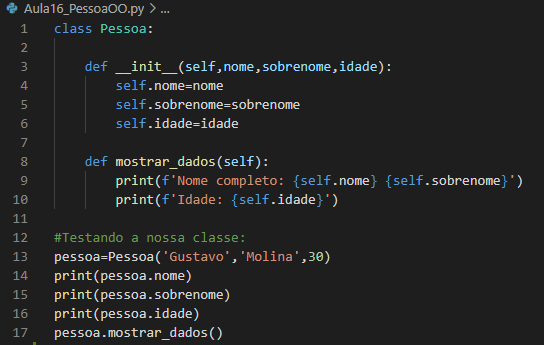 Aula16_PessoaOO.py > ...
1 class Pessoa:
2
3     def __init__(self,nome,sobrenome,idade):
4         self.nome=nome
5         self.sobrenome=sobrenome
6         self.idade=idade
7
8     def mostrar_dados(self):
9         print(f'Nome completo: {self.nome} {self.sobrenome}')
10         print(f'Idade: {self.idade}')
11
12 #Testando a nossa classe:
13 pessoa=Pessoa('Gustavo','Molina',30)
14 print(pessoa.nome)
15 print(pessoa.sobrenome)
16 print(pessoa.idade)
17 pessoa.mostrar_dados()